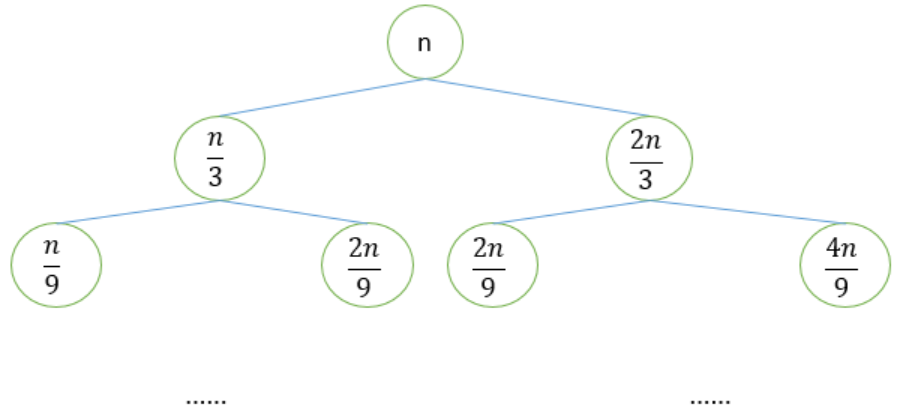 n
n/3 2n/3
n/9 2n/9 2n/9 4n/9
...... ......